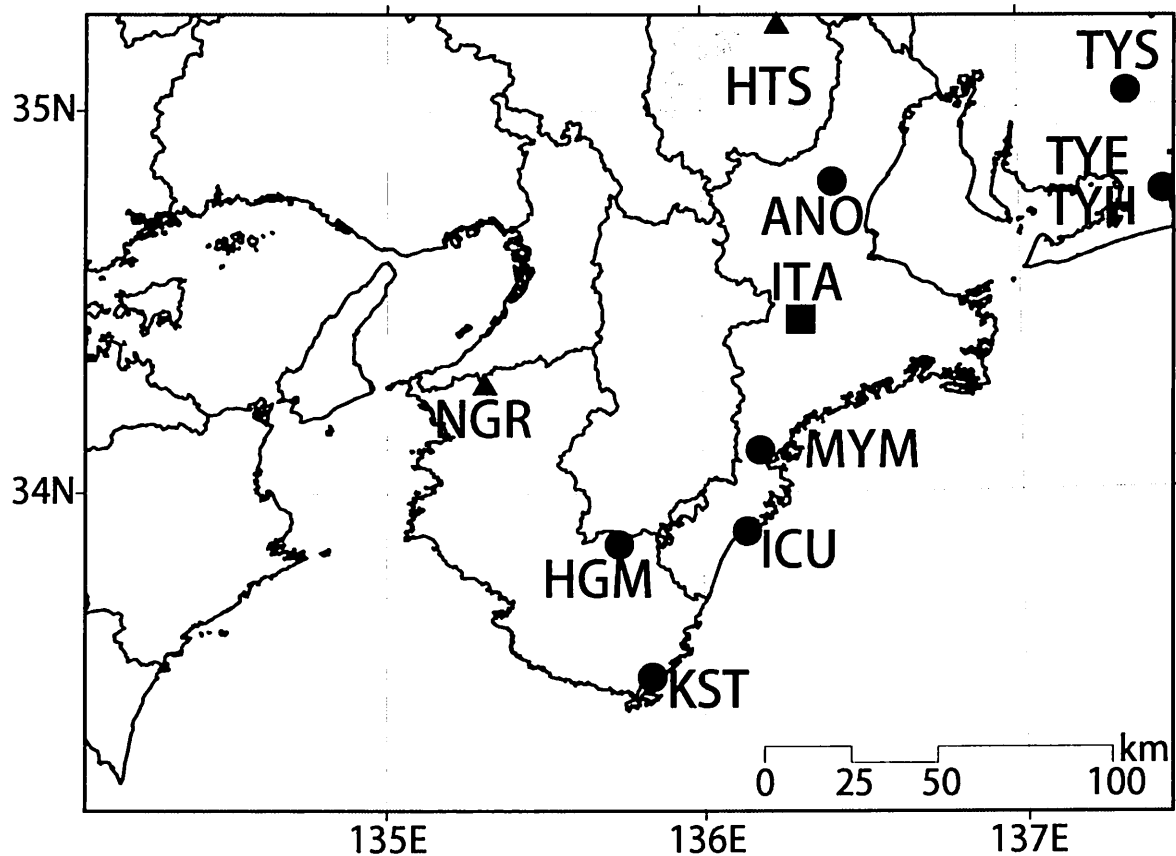 TYS
HTS
35N
TYE
TYH
ANO
ITA
NGR
MYM
34N
ICU
HGM
KST
km
0 25 50 100
135E 136E 137E